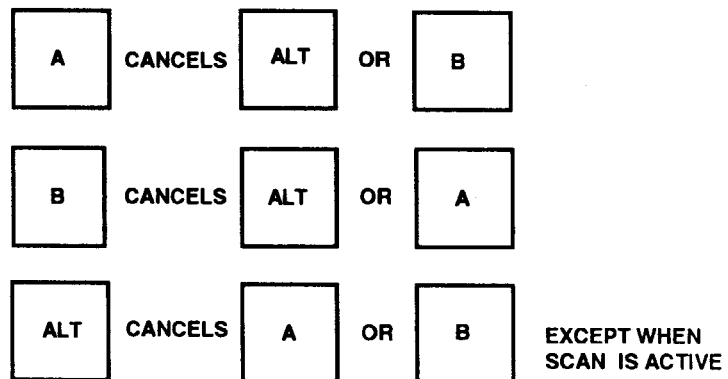 A CANCELS ALT OR B
B CANCELS ALT OR A
ALT CANCELS A OR B EXCEPT WHEN
SCAN IS ACTIVE